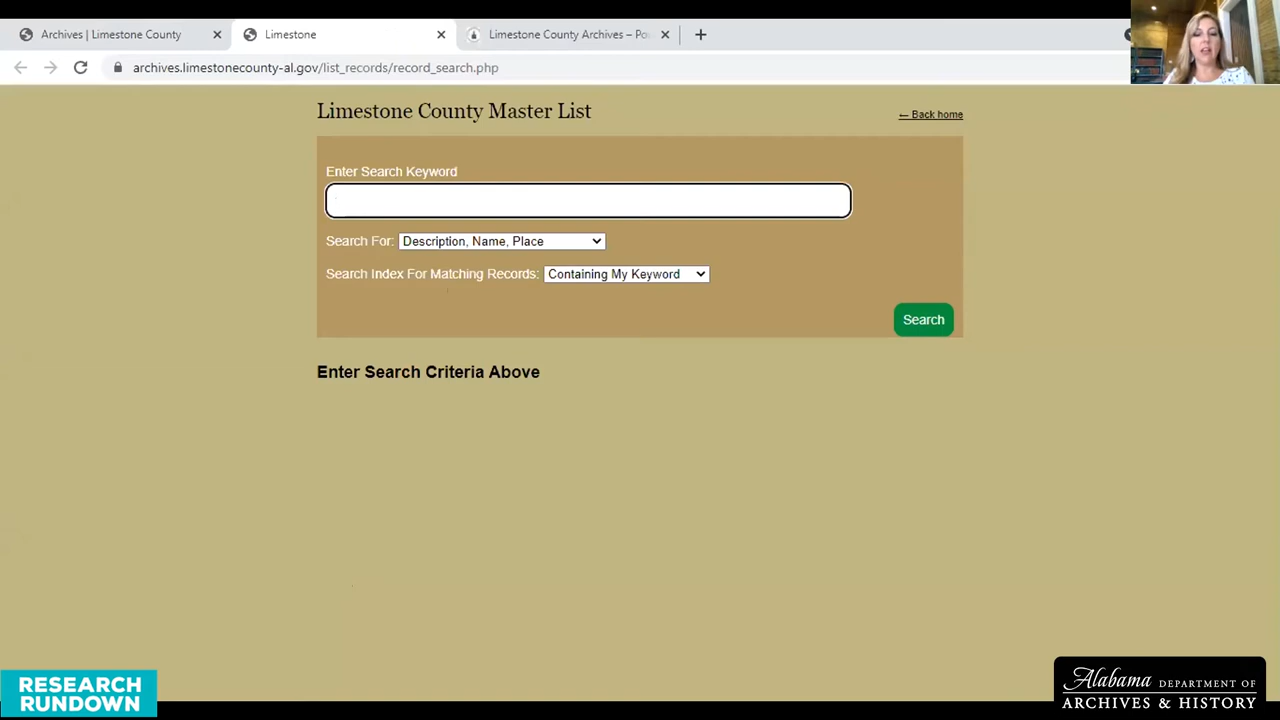 Archives | Limestone County
Limestone
Limestone County Archives – Po
archives.limestonecounty-al.gov/list_records/record_search.php
Limestone County Master List
← Back home
Enter Search Keyword
Search For: Description, Name, Place
Search Index For Matching Records: Containing My Keyword
Search
Enter Search Criteria Above
RESEARCH
RUNDOWN
Alabama DEPARTMENT OF
ARCHIVES & HISTORY